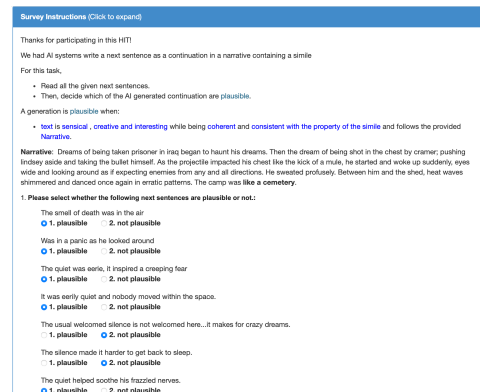 Survey Instructions (Click to expand)
Thanks for participating in this HIT!
We had AI systems write a next sentence as a continuation in a narrative containing a simile
For this task,
• Read all the given next sentences.
• Then, decide which of the AI generated continuation are plausible.
A generation is plausible when:
• text is sensical , creative and interesting while being coherent and consistent with the property of the simile and follows the provided
Narrative.
Narrative: Dreams of being taken prisoner in iraq began to haunt his dreams. Then the dream of being shot in the chest by cramer; pushing
lindsey aside and taking the bullet himself. As the projectile impacted his chest like the kick of a mule, he started and woke up suddenly, eyes
wide and looking around as if expecting enemies from any and all directions. He sweated profusely. Between him and the shed, heat waves
shimmered and danced once again in erratic patterns. The camp was like a cemetery.
1. Please select whether the following next sentences are plausible or not.:
The smell of death was in the air
1. plausible 2. not plausible
Was in a panic as he looked around
1. plausible 2. not plausible
The quiet was eerie, it inspired a creeping fear
1. plausible 2. not plausible
It was eerily quiet and nobody moved within the space.
1. plausible 2. not plausible
The usual welcomed silence is not welcomed here...it makes for crazy dreams.
1. plausible 2. not plausible
The silence made it harder to get back to sleep.
1. plausible 2. not plausible
The quiet helped soothe his frazzled nerves.
1. plausible 2. not plausible